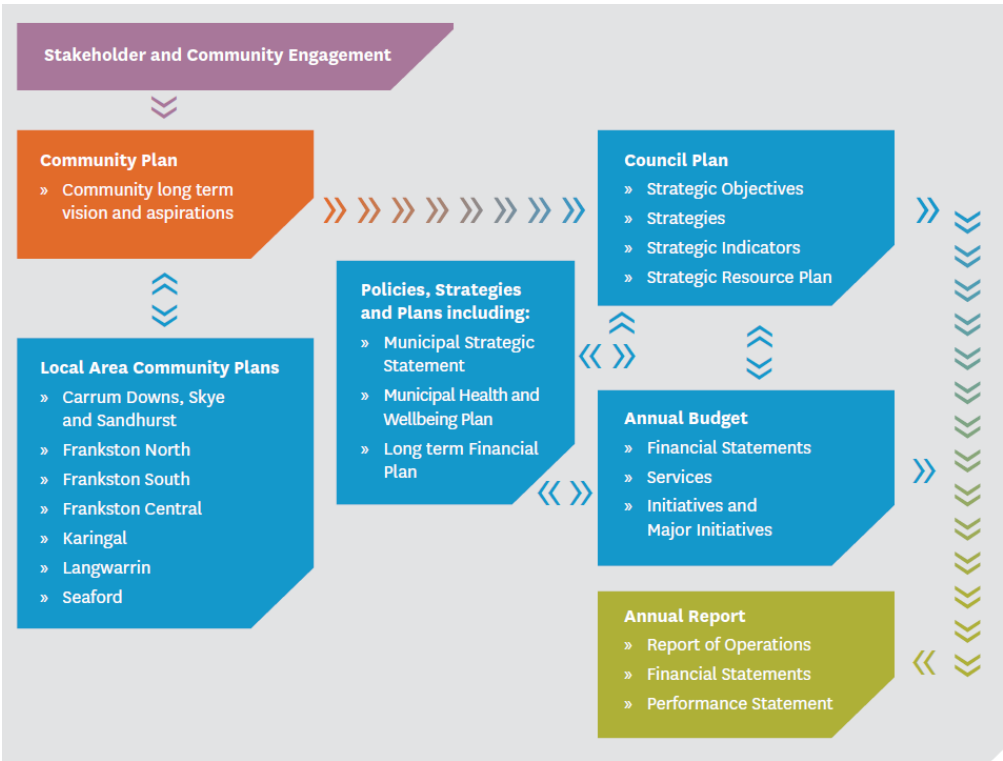 Stakeholder and Community Engagement
Community Plan
» Community long term
vision and aspirations
Council Plan
» Strategic Objectives
» Strategies
» Strategic Indicators
» Strategic Resource Plan
Policies, Strategies
and Plans including:
» Municipal Strategic
Statement
» Municipal Health and
Wellbeing Plan
» Long term Financial
Plan
Local Area Community Plans
» Carrum Downs, Skye
and Sandhurst
» Frankston North
» Frankston South
» Frankston Central
» Karingal
» Langwarrin
» Seaford
Annual Budget
» Financial Statements
» Services
» Initiatives and
Major Initiatives
Annual Report
» Report of Operations
» Financial Statements
» Performance Statement